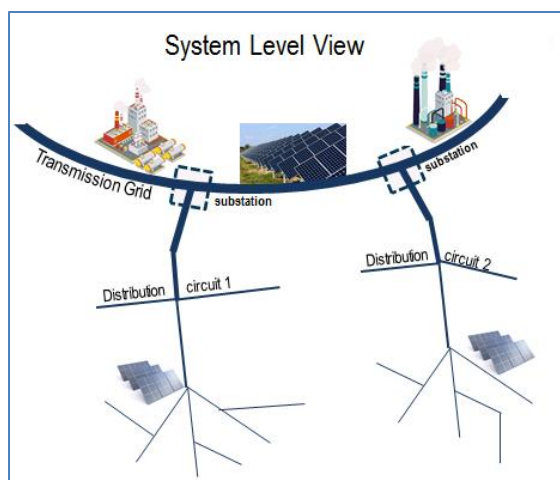 System Level View
Transmission Grid
substation
substation
Distribution circuit 1
Distribution circuit 2